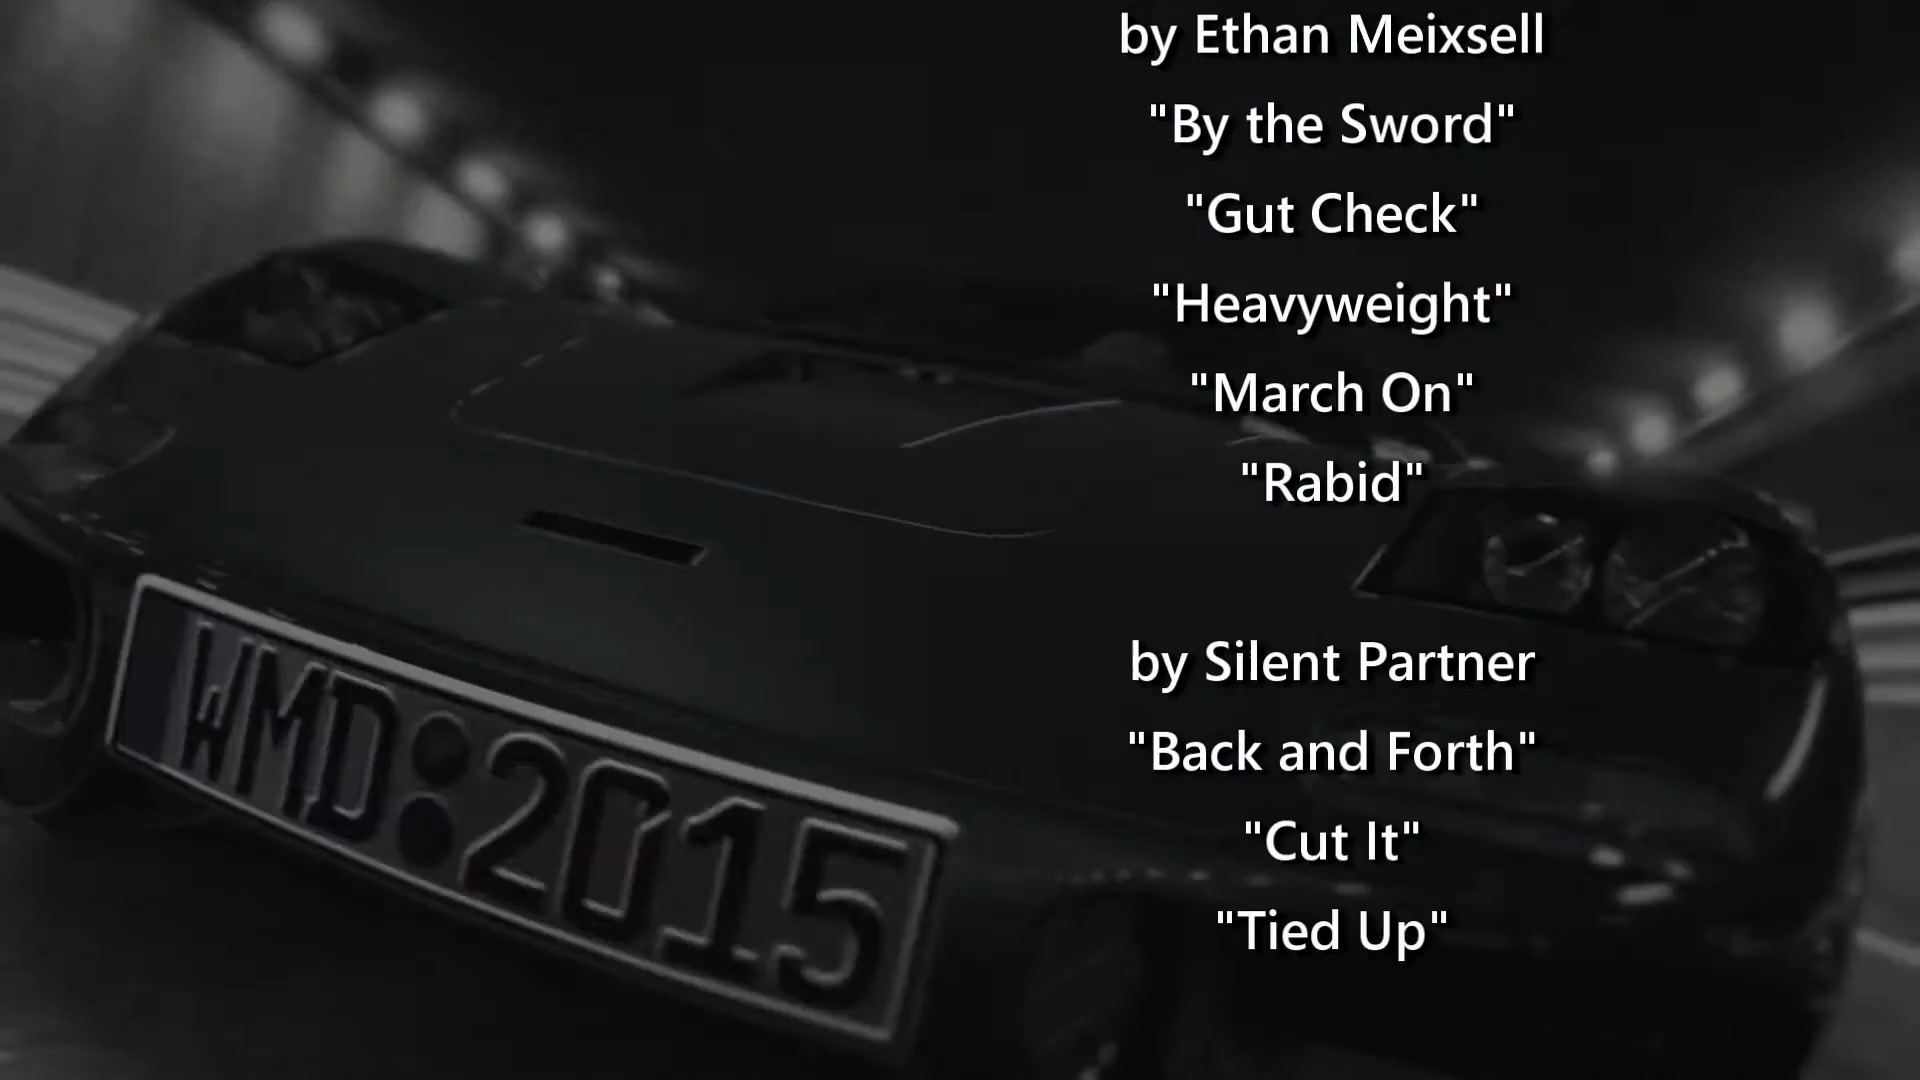 by Ethan Meixsell
"By the Sword"
"Gut Check"
"Heavyweight"
"March On"
"Rabid"
by Silent Partner
"Back and Forth"
"Cut It"
"Tied Up"
WMD:2015